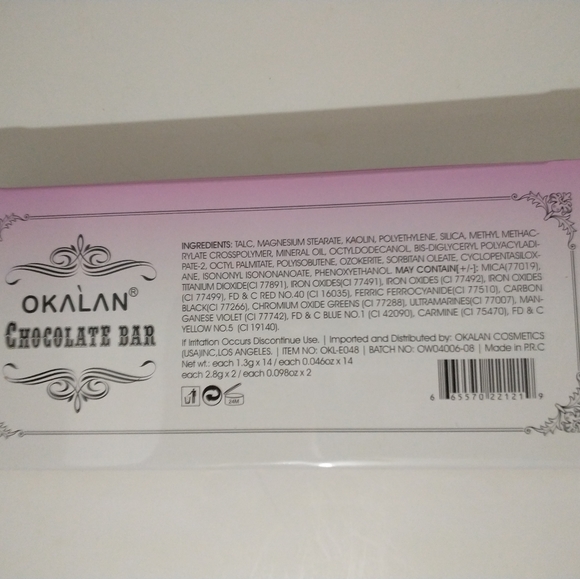 OKALAN®
CHOCOLATE BAR
INGREDIENTS: TALC, MAGNESIUM STEARATE, KAOLIN, POLYETHYLENE, SILICA, METHYL METHAC-
RYLATE CROSSPOLYMER, MINERAL OIL, OCTYLDODECANOL, BIS-DIGLYCERYL POLYACYLADI-
PATE-2, OCTYL PALMITATE, POLYISOBUTENE, OZOKERITE, SORBITAN OLEATE, CYCLOPENTASILOX-
ANE, ISONONYL ISONONANOATE, PHENOXYETHANOL. MAY CONTAIN[+/-]: MICA(77019),
TITANIUM DIOXIDE(CI 77891), IRON OXIDES(CI 77491), IRON OXIDES (CI 77492), IRON OXIDES
(CI 77499), FD & C RED NO.40 (CI 16035), FERRIC FERROCYANIDE(CI 77510), CARBON
BLACK(CI 77266), CHROMIUM OXIDE GREENS (CI 77288), ULTRAMARINES(CI 77007), MAN-
GANESE VIOLET (CI 77742), FD & C BLUE NO.1 (CI 42090), CARMINE (CI 75470), FD & C
YELLOW NO.5 (CI 19140).
If Irritation Occurs Discontinue Use. | Imported and Distributed by: OKALAN COSMETICS
(USA)INC.LOS ANGELES. | ITEM NO: OKL-E048 | BATCH NO: OW04006-08 | Made in P.R.C
Net wt.: each 1.3g x 14 / each 0.046oz x 14
each 2.8g x 2 / each 0.098oz x 2
24M
6 65570 22121 9